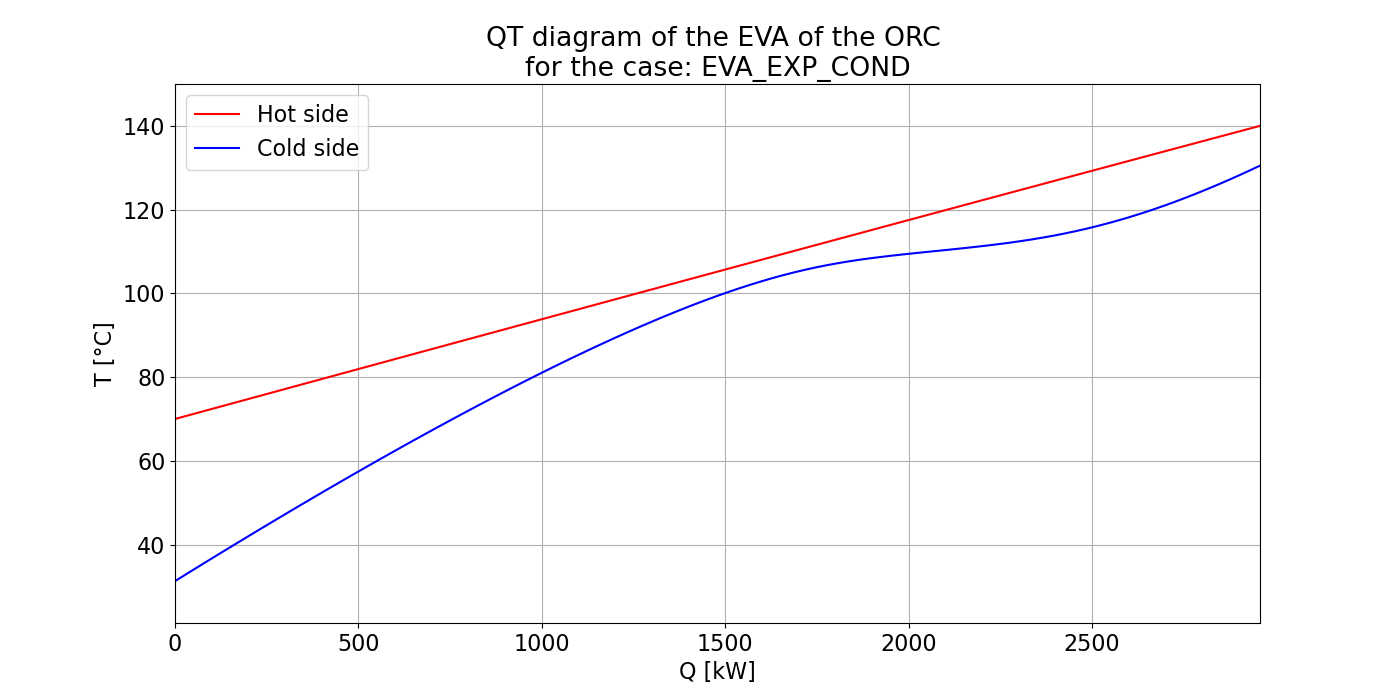 QT diagram of the EVA of the ORC
for the case: EVA_EXP_COND
Hot side
Cold side
140
120
100
80
60
40
T [°C]
0 500 1000 1500 2000 2500
Q [kW]